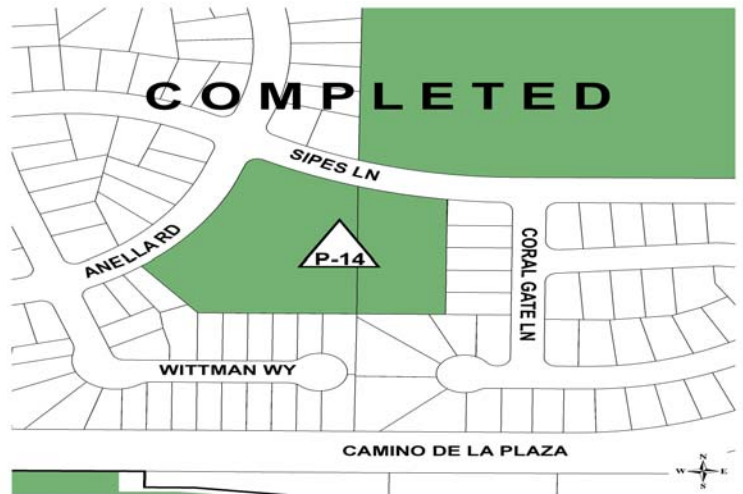 COMPLETED
SIPES LN
ANELLA RD
P-14
CORAL GATE LN
WITTMAN WY
CAMINO DE LA PLAZA
N
W E
S